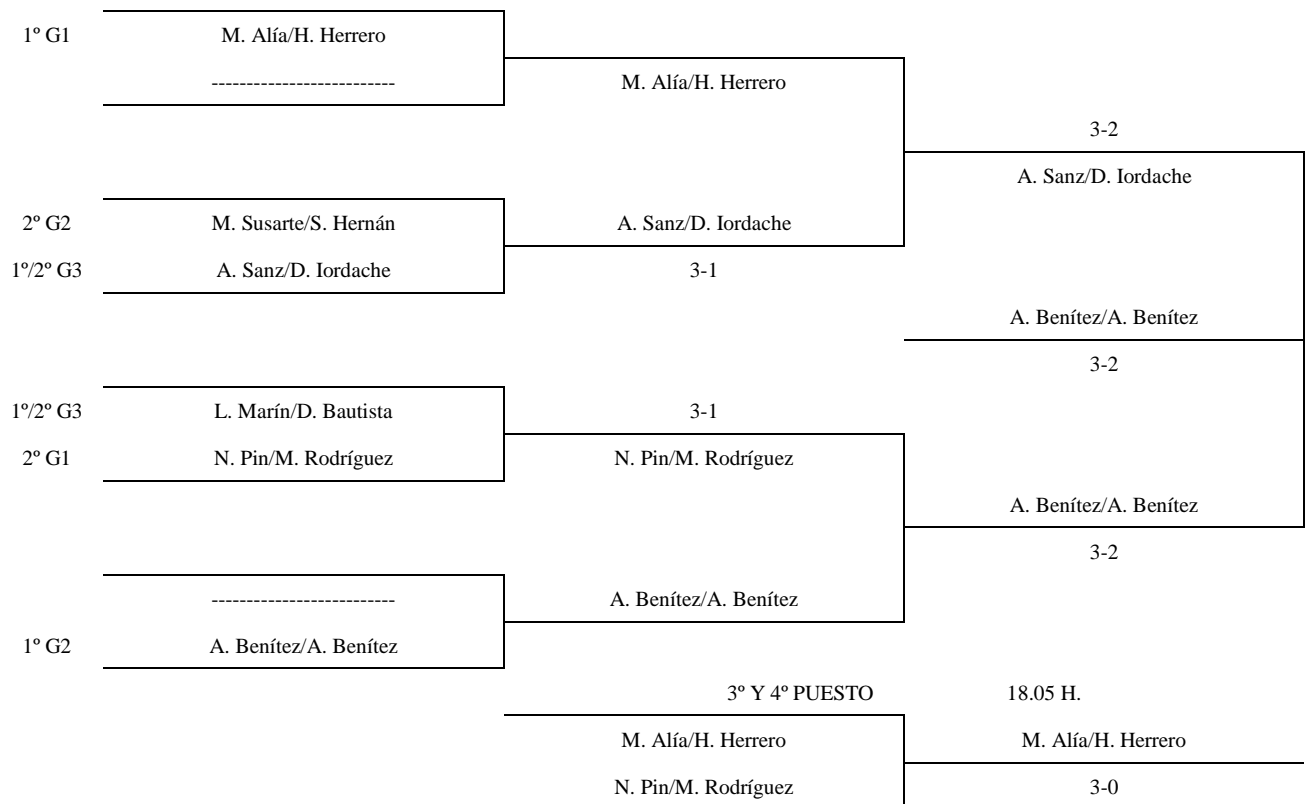 1º G1 M. Alía/H. Herrero
-------------------------- M. Alía/H. Herrero
3-2
A. Sanz/D. Iordache
2º G2 M. Susarte/S. Hernán A. Sanz/D. Iordache
1º/2º G3 A. Sanz/D. Iordache 3-1
A. Benítez/A. Benítez
3-2
1º/2º G3 L. Marín/D. Bautista 3-1
2º G1 N. Pin/M. Rodríguez N. Pin/M. Rodríguez
A. Benítez/A. Benítez
3-2
-------------------------- A. Benítez/A. Benítez
1º G2 A. Benítez/A. Benítez
3º Y 4º PUESTO 18.05 H.
M. Alía/H. Herrero M. Alía/H. Herrero
N. Pin/M. Rodríguez 3-0